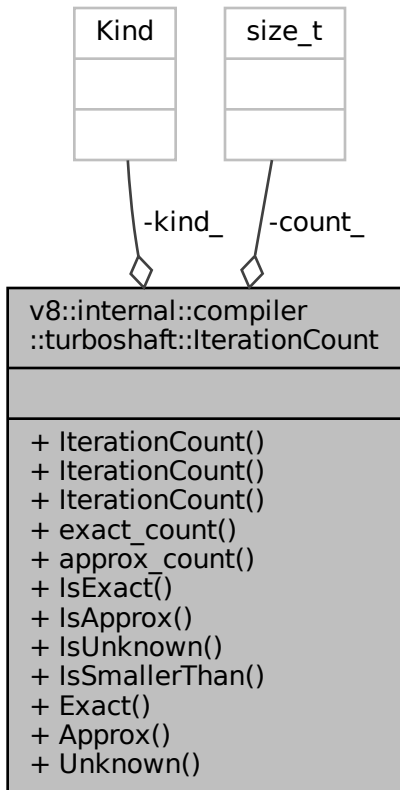 Kind
size_t
-kind_
-count_
v8::internal::compiler
::turboshaft::IterationCount
+ IterationCount()
+ IterationCount()
+ IterationCount()
+ exact_count()
+ approx_count()
+ IsExact()
+ IsApprox()
+ IsUnknown()
+ IsSmallerThan()
+ Exact()
+ Approx()
+ Unknown()